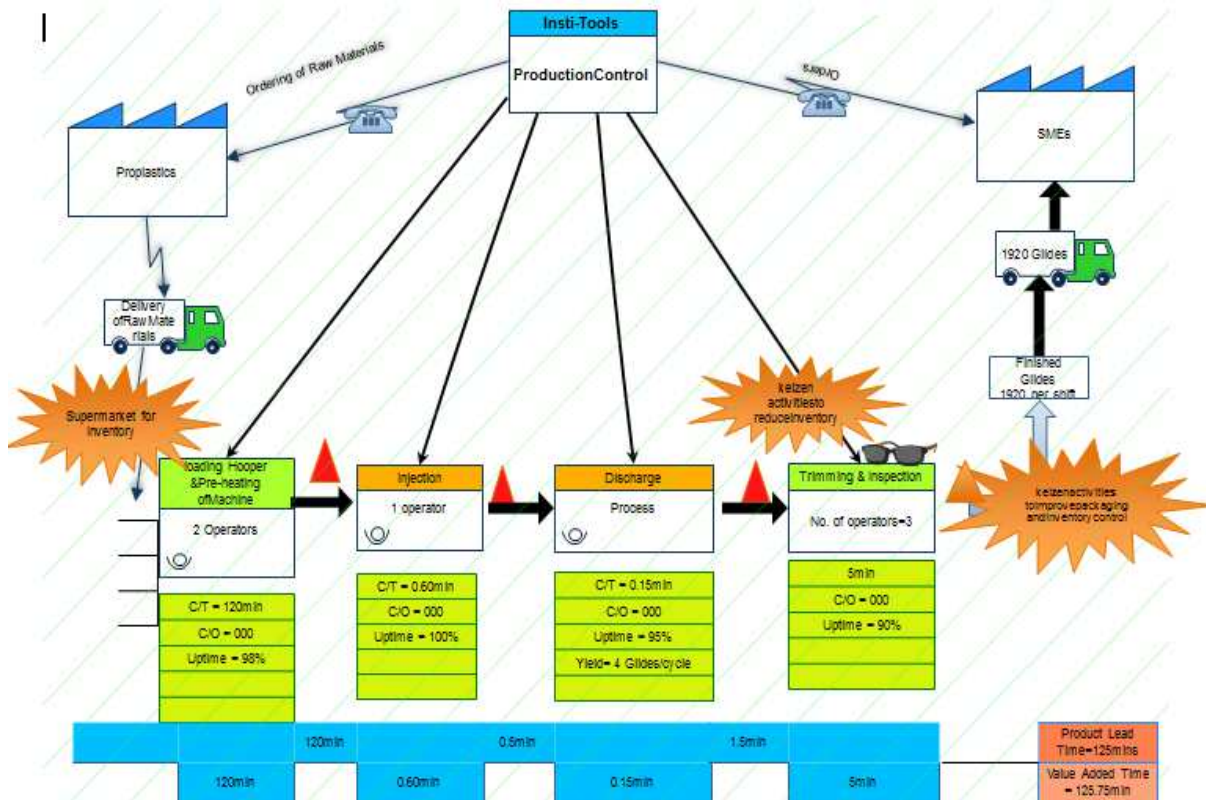 Insti-Tools
ProductionControl
Ordering of Raw Materials
Orders
Proplastics
SMEs
1920 Glides
Delivery
ofRaw Mate
rials
Finished
Glides
1920 per shift
Supermarket for
Inventory
keizen
activitiesto
reduceinventory
loading Hooper
&Pre-heating
ofMachine
2 Operators
C/T = 120min
C/O = 000
Uptime = 98%
Injection
1 operator
C/T = 0.60min
C/O = 000
Uptime = 100%
Discharge
Process
C/T = 0.15min
C/O = 000
Uptime = 95%
Yield= 4 Glides/cycle
Trimming & Inspection
No. of operators=3
5min
C/O = 000
Uptime = 90%
keizenactivities
toimprovepackaging
andinventory control
120min
0.5min
1.5min
120min
0.60min
0.15min
5min
Product Lead
Time=125mins
Value Added Time
= 125.75min